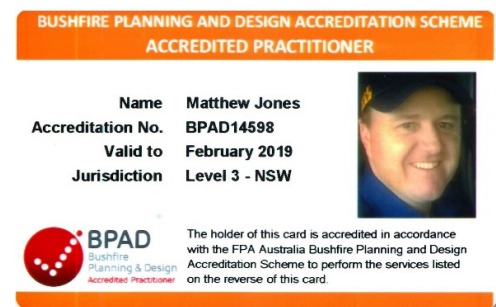 BUSHFIRE PLANNING AND DESIGN ACCREDITATION SCHEME
ACCREDITED PRACTITIONER
Name Matthew Jones
Accreditation No. BPAD14598
Valid to February 2019
Jurisdiction Level 3 - NSW
BPAD
Bushfire
Planning & Design
Accredited Practitioner
The holder of this card is accredited in accordance
with the FPA Australia Bushfire Planning and Design
Accreditation Scheme to perform the services listed
on the reverse of this card.